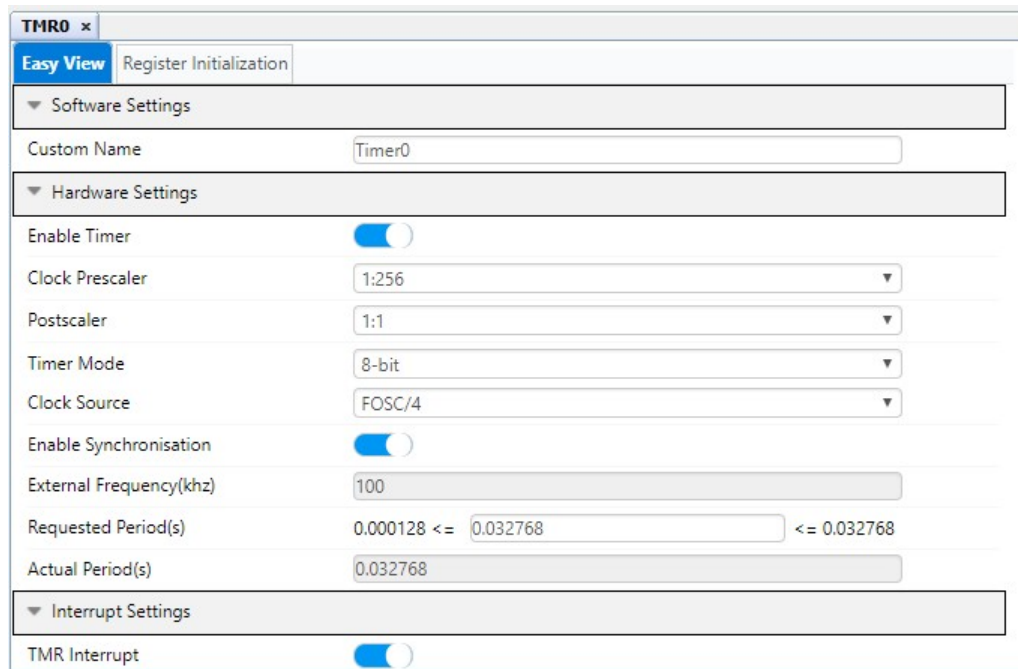 TMR0 ×
Easy View Register Initialization
Software Settings
Custom Name Timer0
Hardware Settings
Enable Timer
Clock Prescaler 1:256
Postscaler 1:1
Timer Mode 8-bit
Clock Source FOSC/4
Enable Synchronisation
External Frequency(khz) 100
Requested Period(s) 0.000128 <= 0.032768 <= 0.032768
Actual Period(s) 0.032768
Interrupt Settings
TMR Interrupt